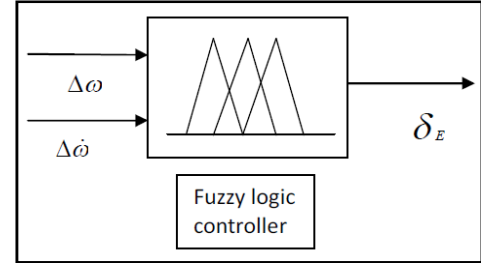 Δω
Δω̇
δ_E
Fuzzy logic
controller